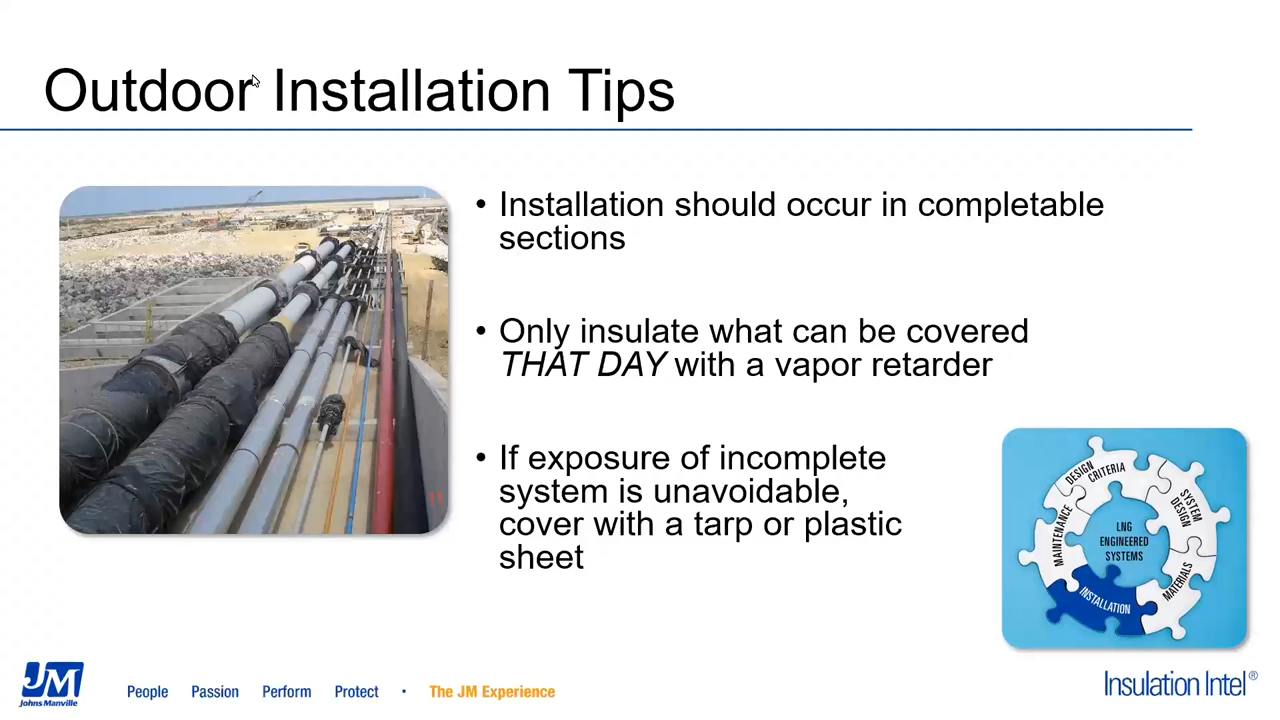 Outdoor Installation Tips
• Installation should occur in completable
sections
• Only insulate what can be covered
THAT DAY with a vapor retarder
• If exposure of incomplete
system is unavoidable,
cover with a tarp or plastic
sheet
11
DESIGN
CRITERIA
SYSTEM
DESIGN
MATERIALS
INSTALLATION
MAINTENANCE
LNG
ENGINEERED
SYSTEMS
JM
Johns Manville
People Passion Perform Protect • The JM Experience
Insulation Intel®